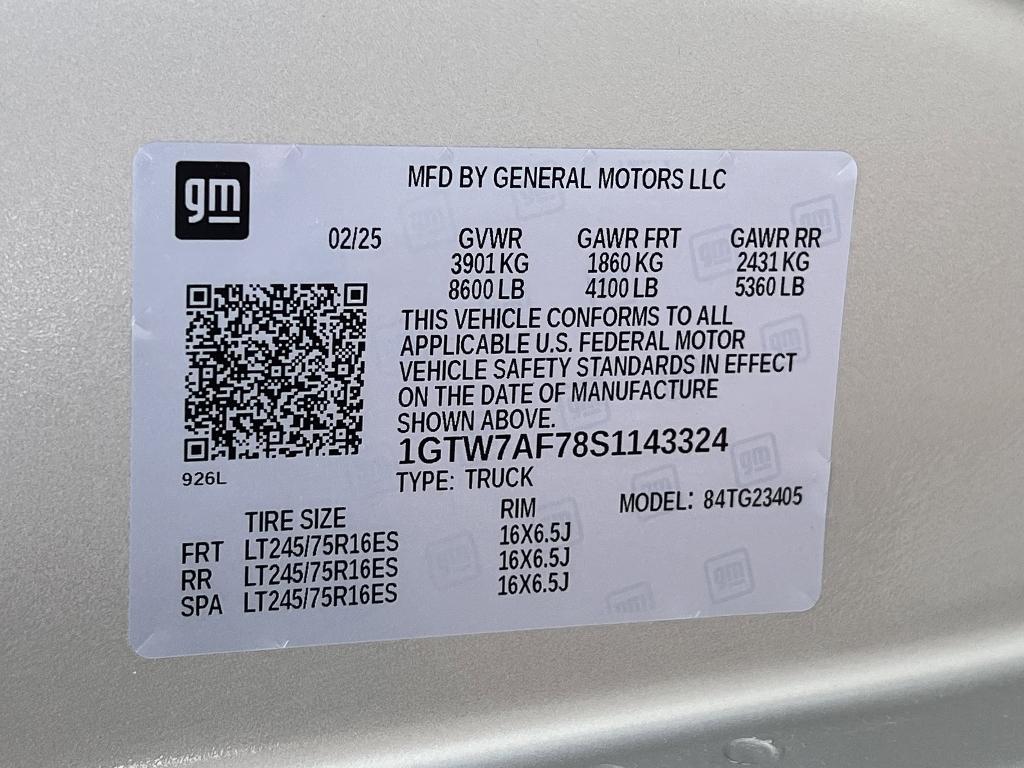 gm
MFD BY GENERAL MOTORS LLC
02/25 GVWR GAWR FRT GAWR RR
3901 KG 1860 KG 2431 KG
8600 LB 4100 LB 5360 LB
THIS VEHICLE CONFORMS TO ALL
APPLICABLE U.S. FEDERAL MOTOR
VEHICLE SAFETY STANDARDS IN EFFECT
ON THE DATE OF MANUFACTURE
SHOWN ABOVE.
1GTW7AF78S1143324
926L
TYPE: TRUCK
MODEL: 84TG23405
TIRE SIZE RIM
FRT LT245/75R16ES 16X6.5J
RR LT245/75R16ES 16X6.5J
SPA LT245/75R16ES 16X6.5J